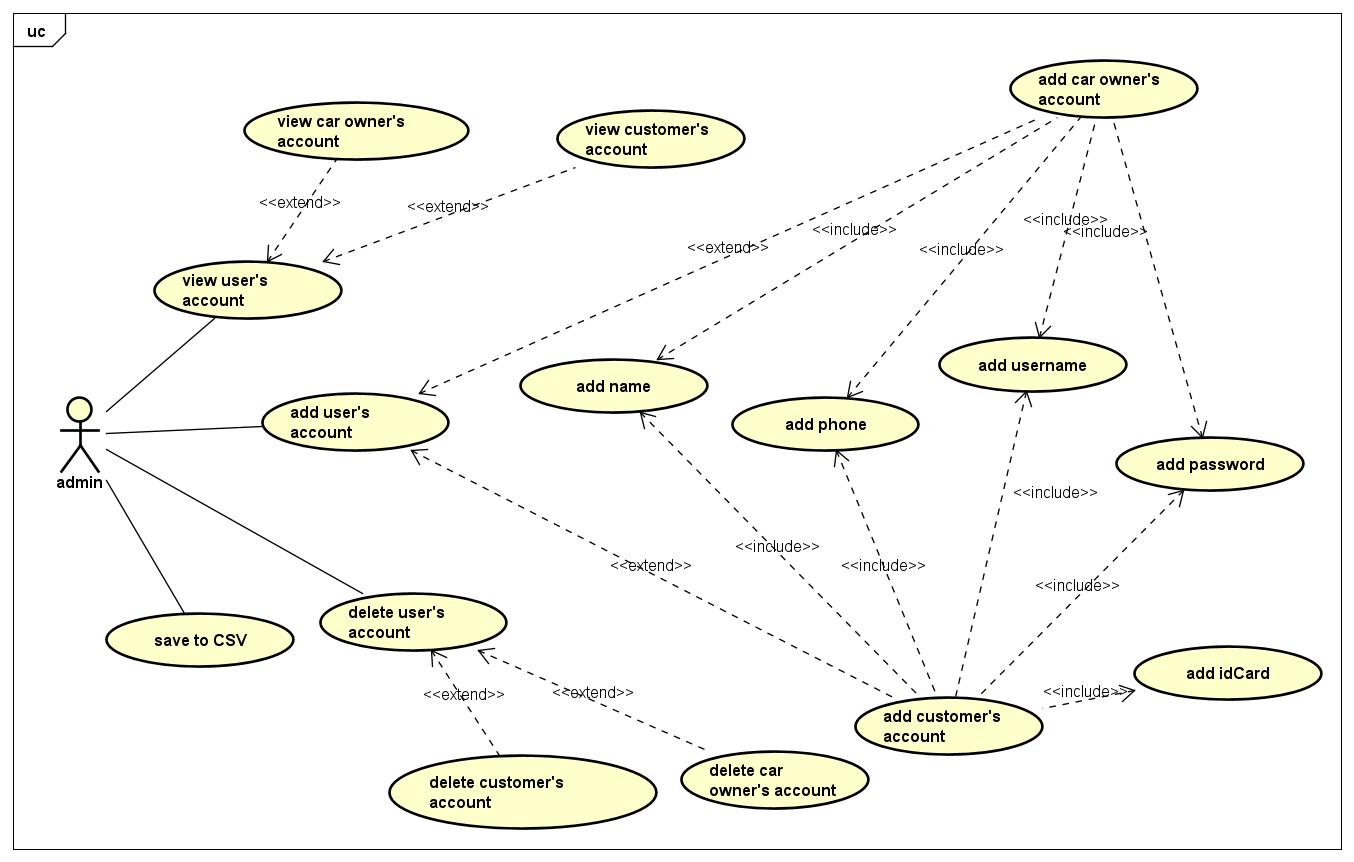 uc
add car owner's
account
view car owner's
account
view customer's
account
<<extend>>
<<extend>>
<<extend>>
<<include>>
<<include>>
<<include>>
<<include>>
view user's
account
add username
add name
add user's
account
add phone
add password
admin
<<include>>
<<include>>
<<extend>>
<<include>>
<<include>>
delete user's
account
save to CSV
add idCard
<<extend>>
<<extend>>
<<include>>
add customer's
account
delete customer's
account
delete car
owner's account